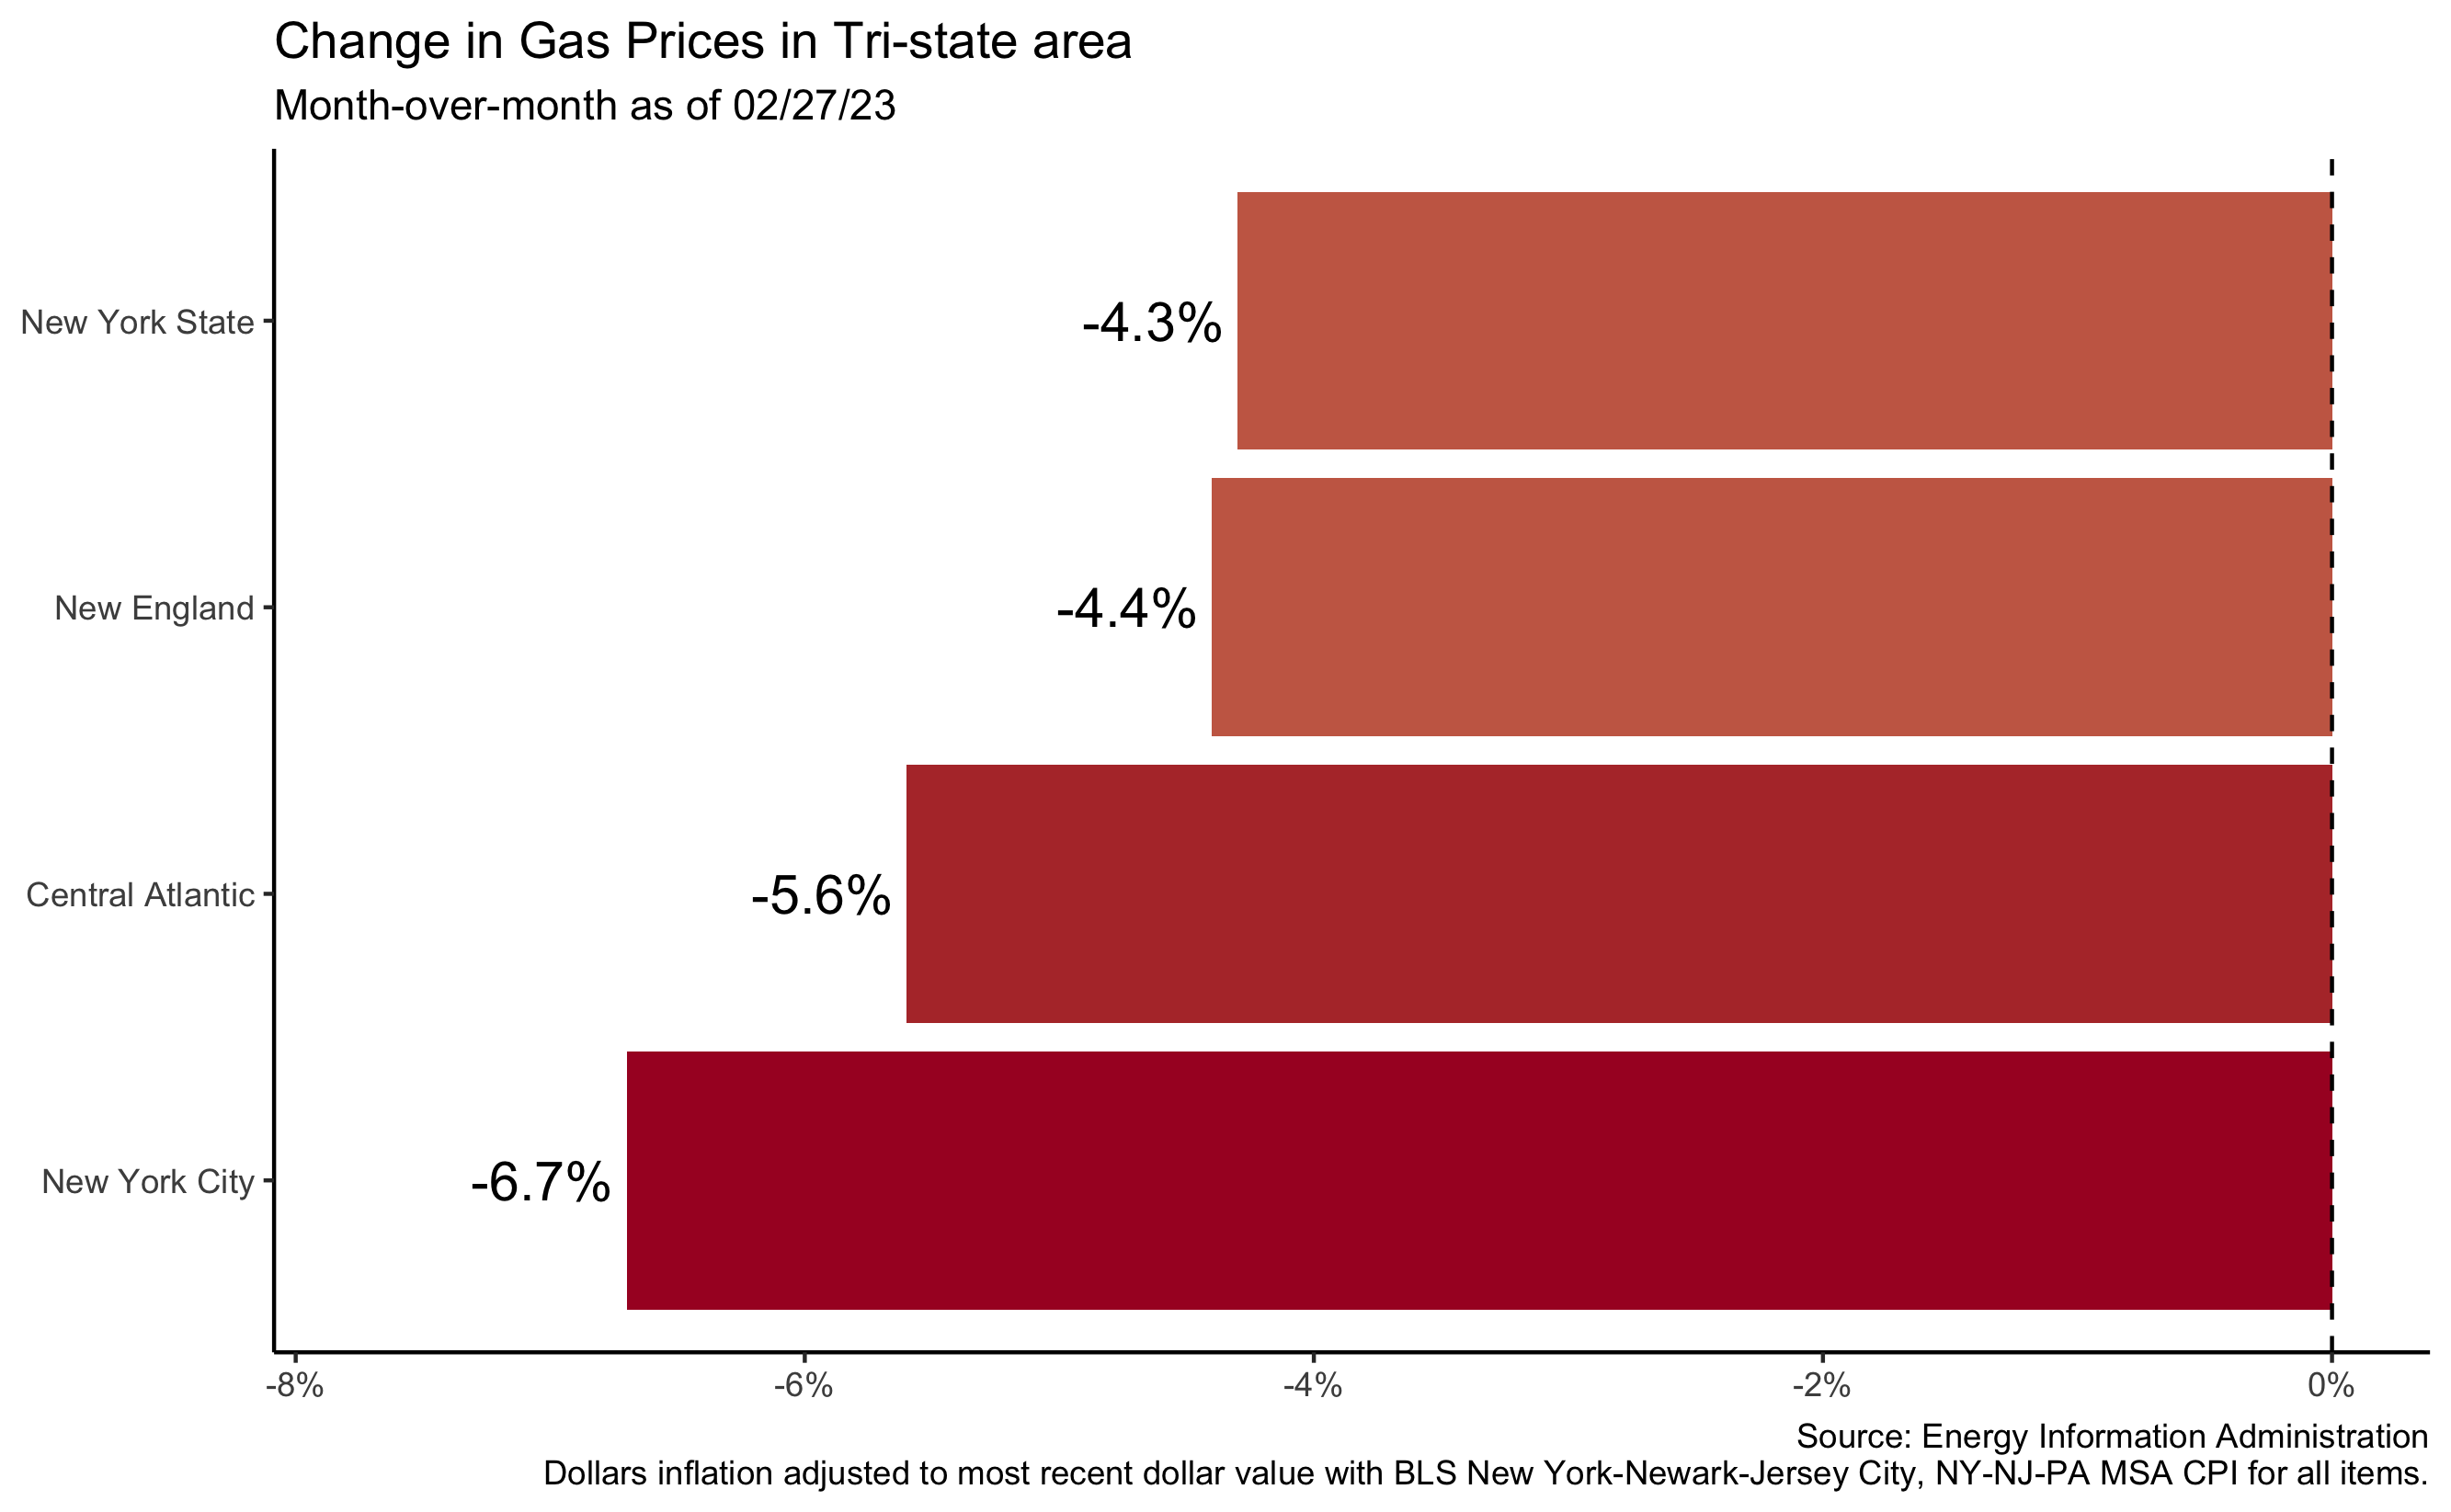 Change in Gas Prices in Tri-state area
Month-over-month as of 02/27/23
New York State
-4.3%
New England
-4.4%
Central Atlantic
-5.6%
New York City
-6.7%
-8%
-6%
-4%
-2%
0%
Source: Energy Information Administration
Dollars inflation adjusted to most recent dollar value with BLS New York-Newark-Jersey City, NY-NJ-PA MSA CPI for all items.